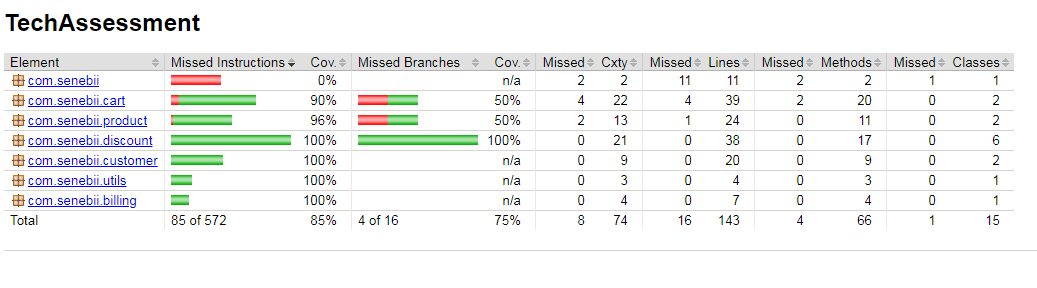 TechAssessment
Element Missed Instructions Cov. Missed Branches Cov. Missed Cxty Missed Lines Missed Methods Missed Classes
com.senebii 0% n/a 2 2 11 11 2 2 1 1
com.senebii.cart 90% 50% 4 22 4 39 2 20 0 2
com.senebii.product 96% 50% 2 13 1 24 0 11 0 2
com.senebii.discount 100% 100% 0 21 0 38 0 17 0 6
com.senebii.customer 100% n/a 0 9 0 20 0 9 0 2
com.senebii.utils 100% n/a 0 3 0 4 0 3 0 1
com.senebii.billing 100% n/a 0 4 0 7 0 4 0 1
Total 85 of 572 85% 4 of 16 75% 8 74 16 143 4 66 1 15